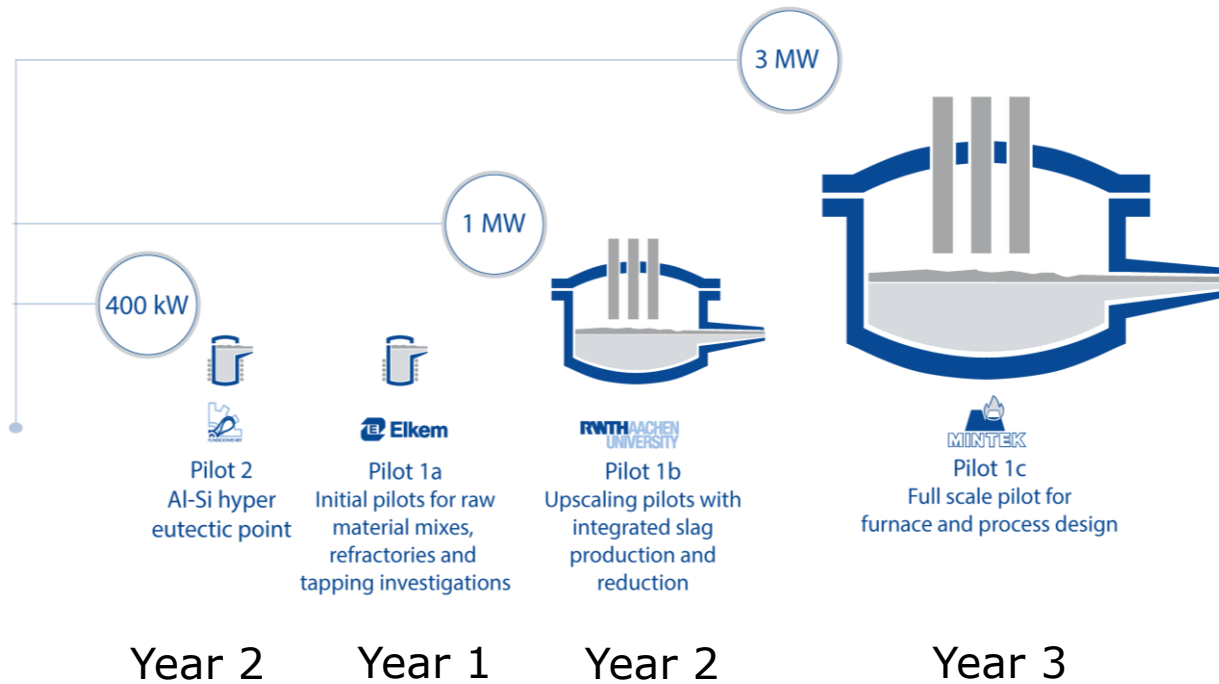 3 MW
1 MW
400 kW
Elkem
RWTH AACHEN
UNIVERSITY
MINTEK
Pilot 2
Al-Si hyper
eutectic point
Pilot 1a
Initial pilots for raw
material mixes,
refractories and
tapping investigations
Pilot 1b
Upscaling pilots with
integrated slag
production and
reduction
Pilot 1c
Full scale pilot for
furnace and process design
Year 2
Year 1
Year 2
Year 3